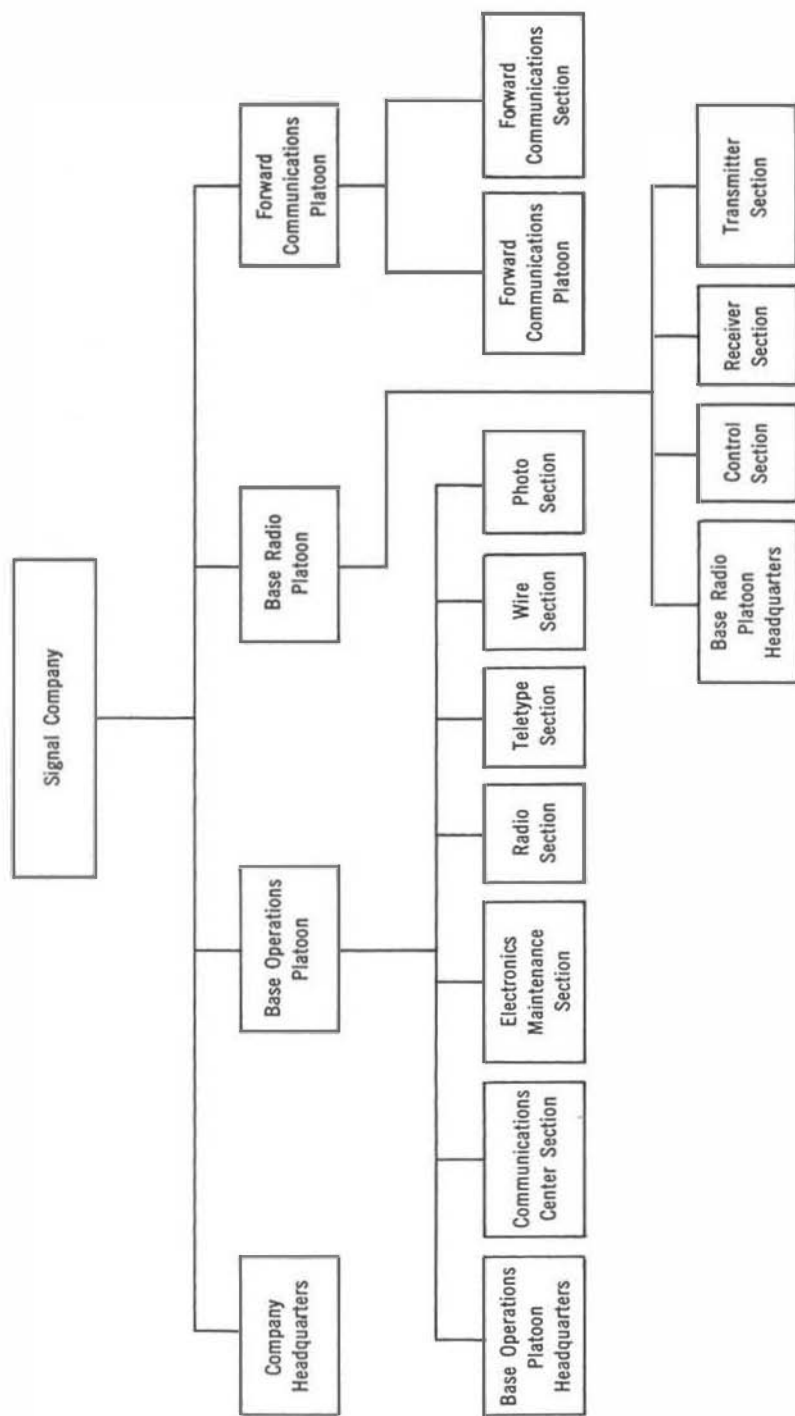 Signal Company
Company
Headquarters
Base Operations
Platoon
Base Radio
Platoon
Forward
Communications
Platoon
Base Operations
Platoon
Headquarters
Communications
Center Section
Electronics
Maintenance
Section
Radio
Section
Teletype
Section
Wire
Section
Photo
Section
Forward
Communications
Platoon
Forward
Communications
Section
Base Radio
Platoon
Headquarters
Control
Section
Receiver
Section
Transmitter
Section